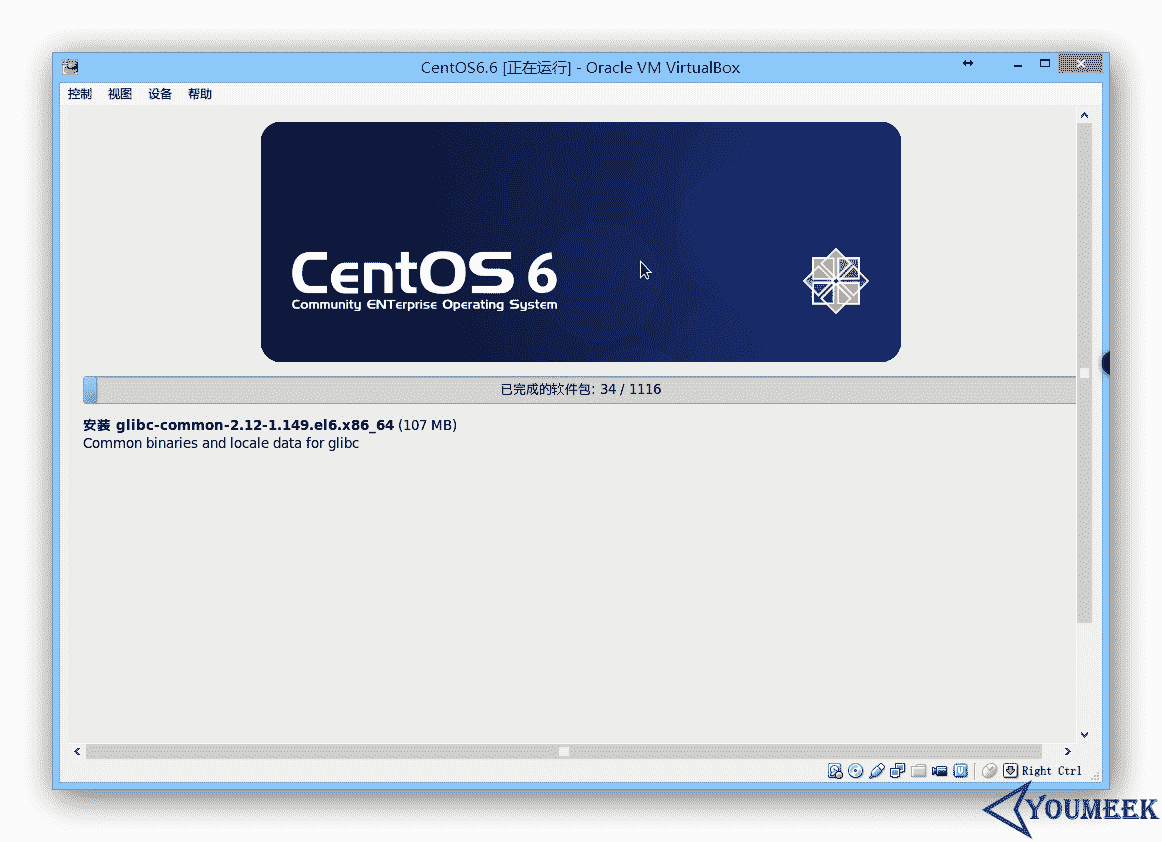 CentOS6.6 [正在运行] - Oracle VM VirtualBox
控制 视图 设备 帮助
CentOS 6
Community ENTerprise Operating System
已完成的软件包: 34 / 1116
安装 glibc-common-2.12-1.149.el6.x86_64 (107 MB)
Common binaries and locale data for glibc
Right Ctrl
YOUMEEK